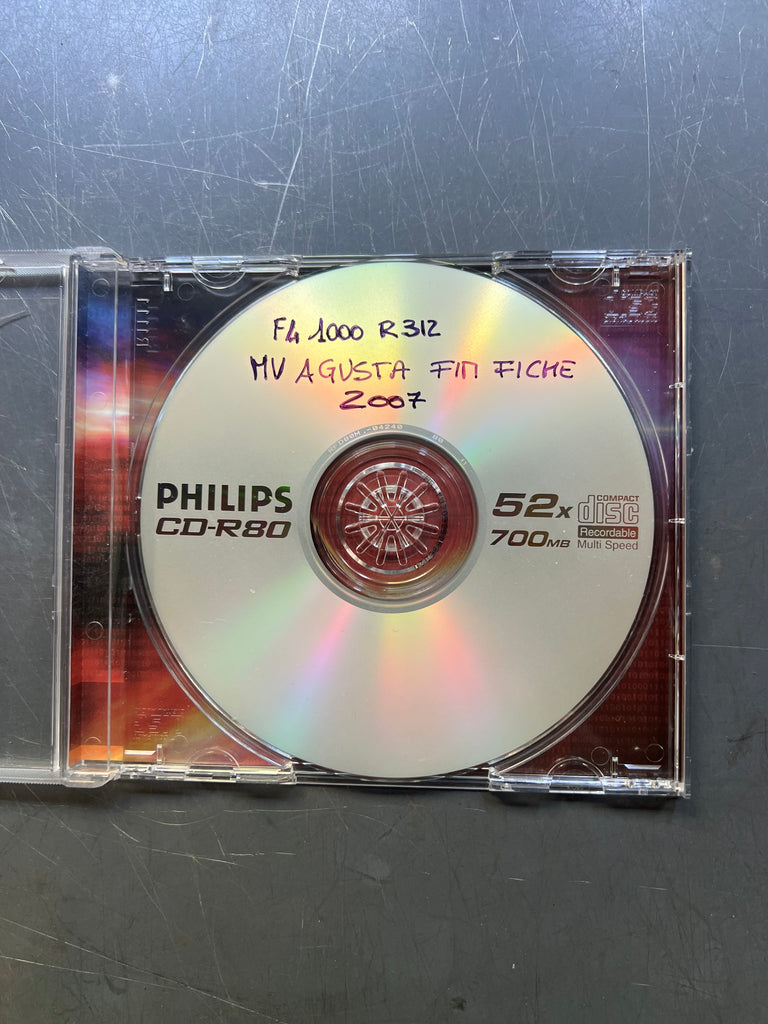 F4 1000 R312
MV AGUSTA FIM FICHE
2007
PHILIPS
CD-R80
52x
700MB
COMPACT
disc
Recordable
Multi Speed